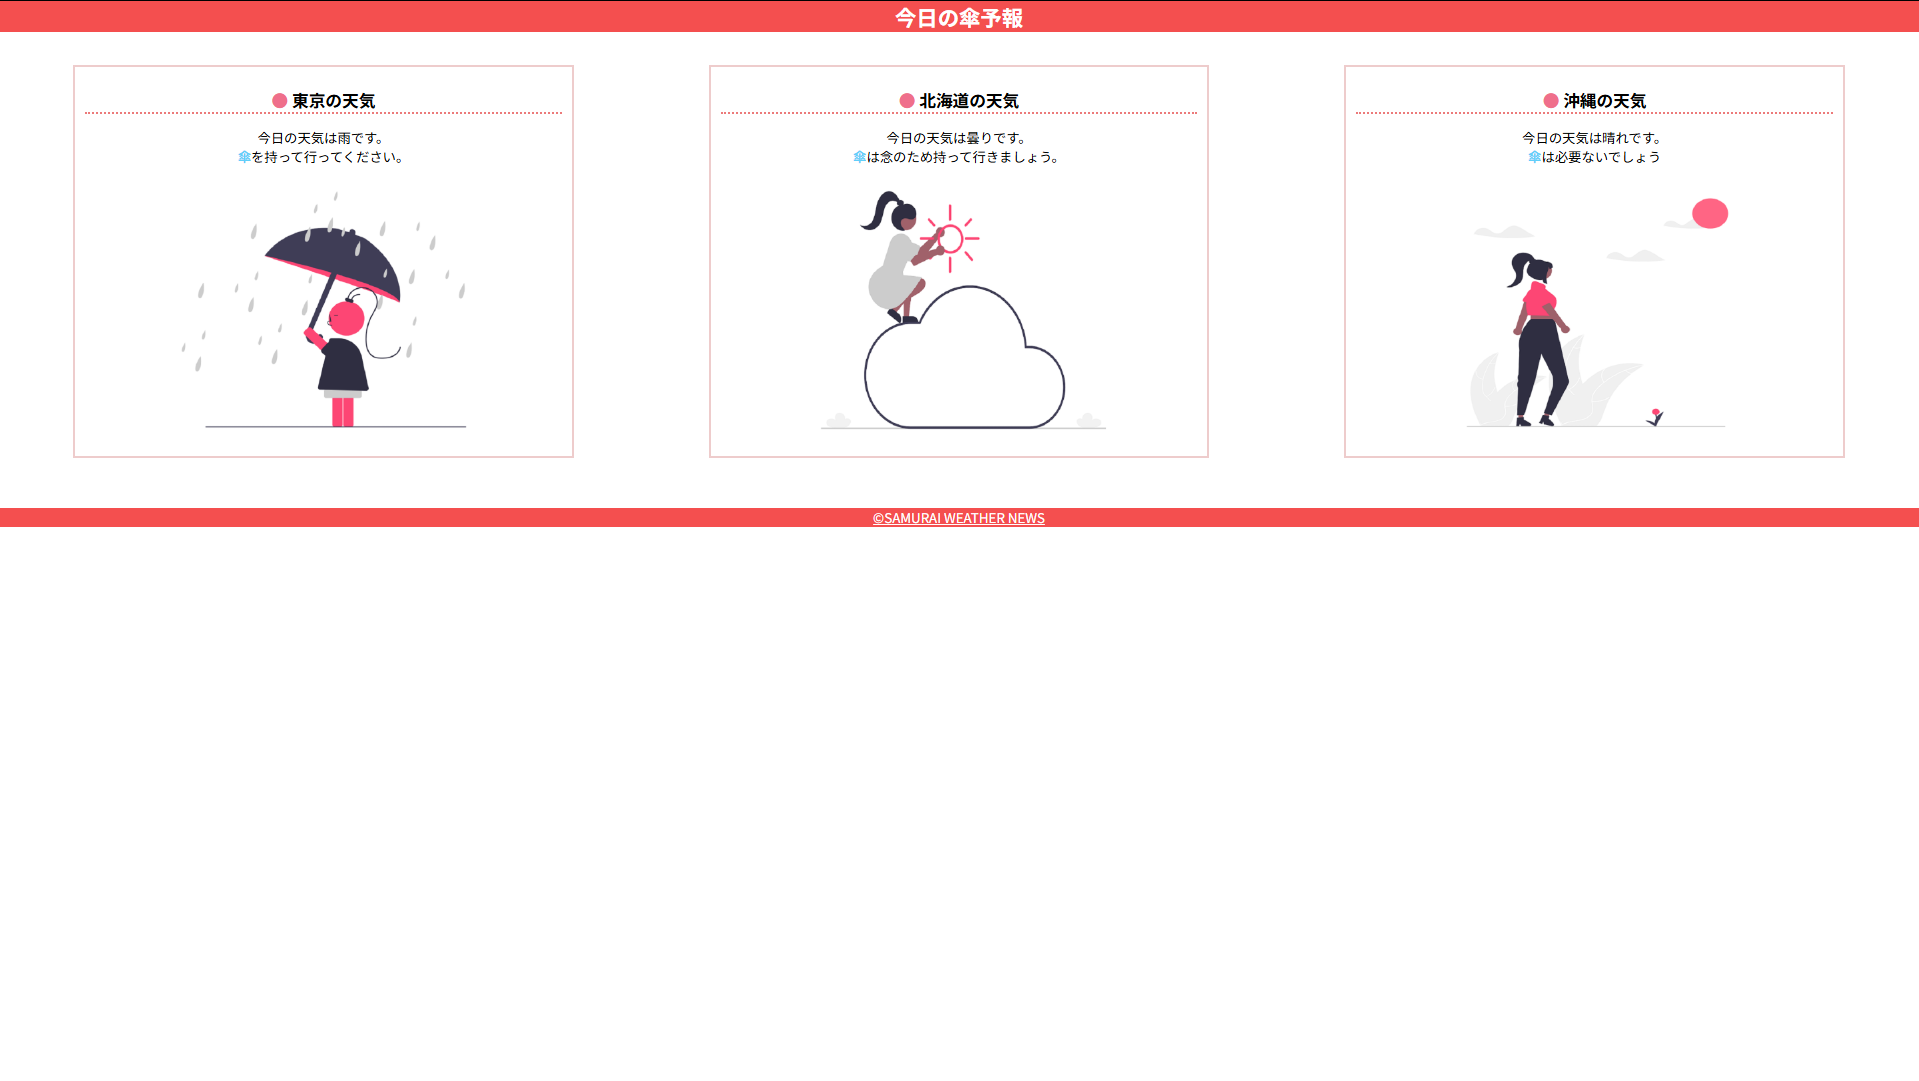 今日の傘予報
東京の天気
今日の天気は雨です。
傘を持って行ってください。
北海道の天気
今日の天気は曇りです。
傘は念のため持って行きましょう。
沖縄の天気
今日の天気は晴れです。
傘は必要ないでしょう
©SAMURAI WEATHER NEWS